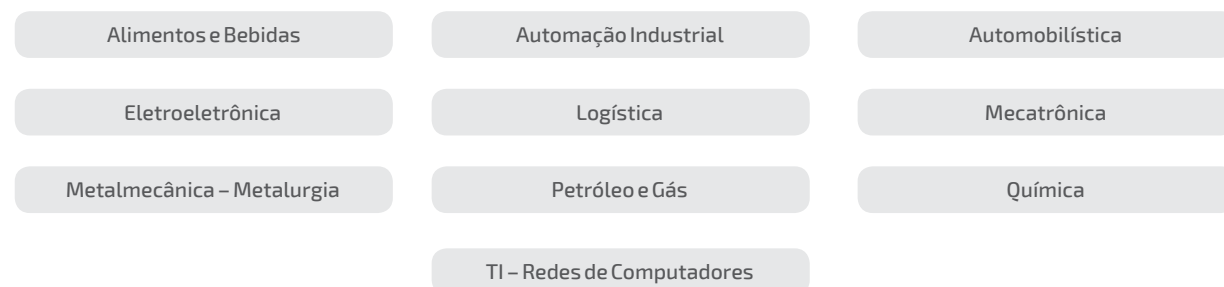 Alimentos e Bebidas
Automação Industrial
Automobilística
Eletroeletrônica
Logística
Mecatrônica
Metalmecânica – Metalurgia
Petróleo e Gás
Química
TI – Redes de Computadores